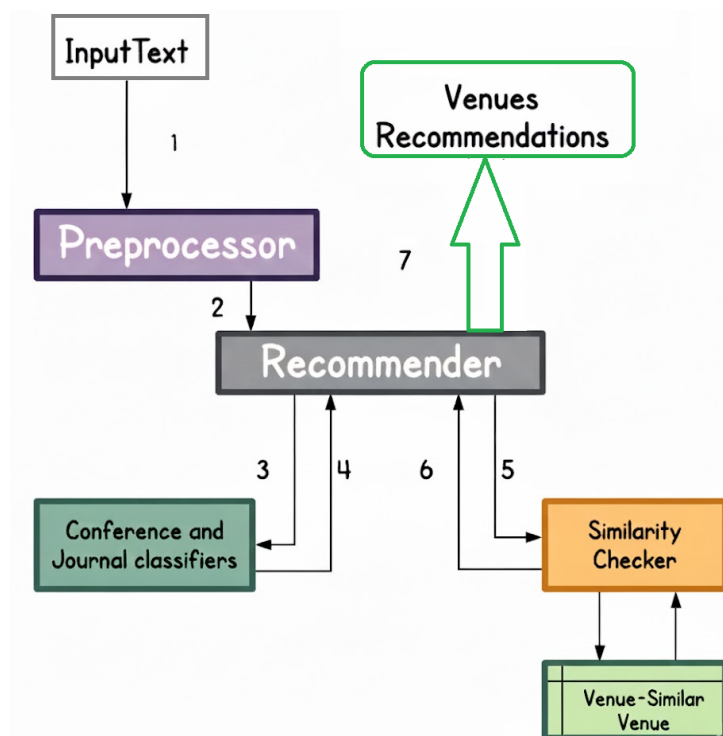 InputText
1
Venues
Recommendations
Preprocessor
7
2
Recommender
3
4
6
5
Conference and
Journal classifiers
Similarity
Checker
Venue-Similar
Venue